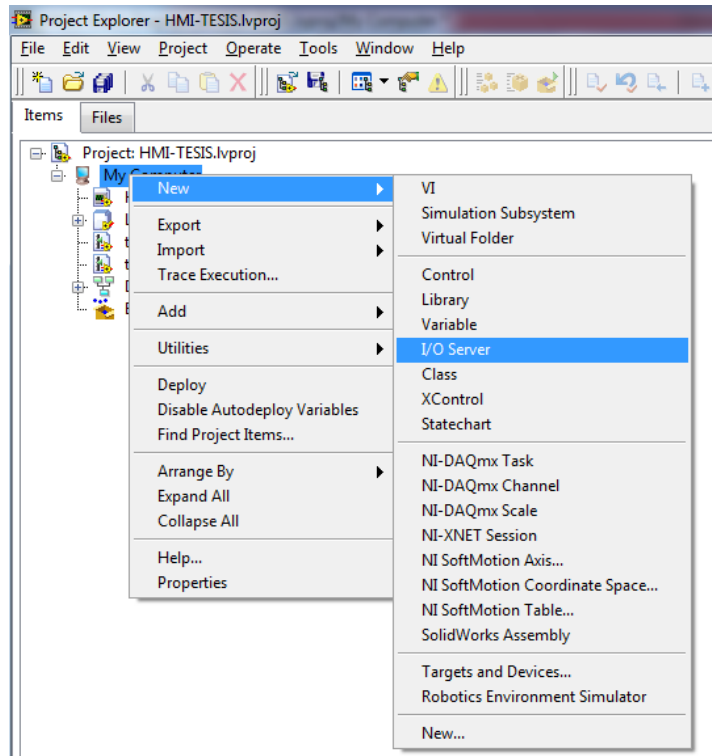 Project Explorer - HMI-TESIS.lvproj
File Edit View Project Operate Tools Window Help
Items Files
Project: HMI-TESIS.lvproj
My Computer
New
Export
Import
Trace Execution...
Add
Utilities
Deploy
Disable Autodeploy Variables
Find Project Items...
Arrange By
Expand All
Collapse All
Help...
Properties
VI
Simulation Subsystem
Virtual Folder
Control
Library
Variable
I/O Server
Class
XControl
Statechart
NI-DAQmx Task
NI-DAQmx Channel
NI-DAQmx Scale
NI-XNET Session
NI SoftMotion Axis...
NI SoftMotion Coordinate Space...
NI SoftMotion Table...
SolidWorks Assembly
Targets and Devices...
Robotics Environment Simulator
New...